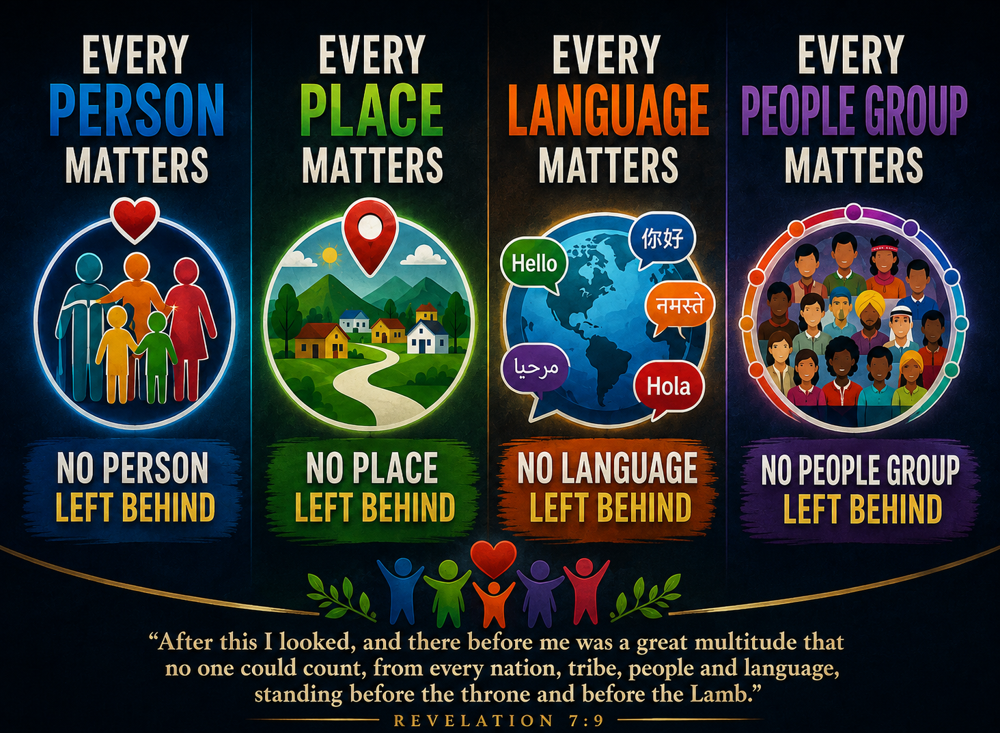 EVERY
PERSON
MATTERS
NO PERSON
LEFT BEHIND
EVERY
PLACE
MATTERS
NO PLACE
LEFT BEHIND
EVERY
LANGUAGE
MATTERS
Hello
你好
नमस्ते
مرحيا
Hola
NO LANGUAGE
LEFT BEHIND
EVERY
PEOPLE GROUP
MATTERS
NO PEOPLE GROUP
LEFT BEHIND
“After this I looked, and there before me was a great multitude that
no one could count, from every nation, tribe, people and language,
standing before the throne and before the Lamb.”
REVELATION 7:9